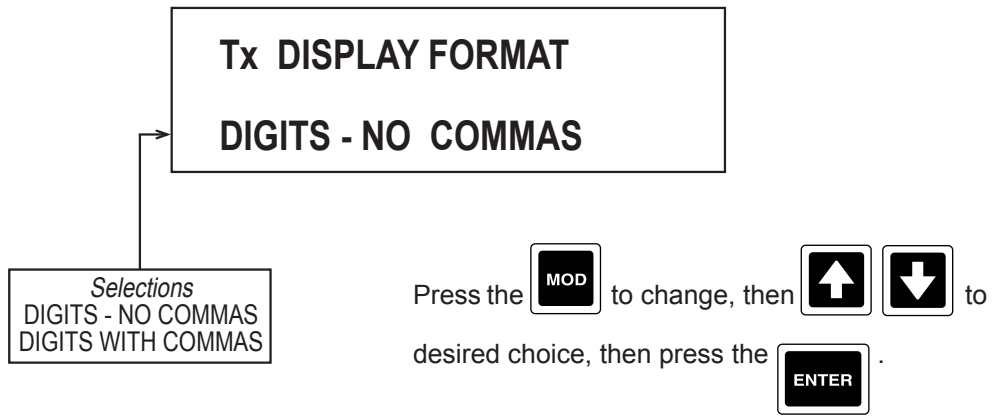 Tx DISPLAY FORMAT
DIGITS - NO COMMAS
Selections
DIGITS - NO COMMAS
DIGITS WITH COMMAS
Press the MOD to change, then to
desired choice, then press the ENTER .